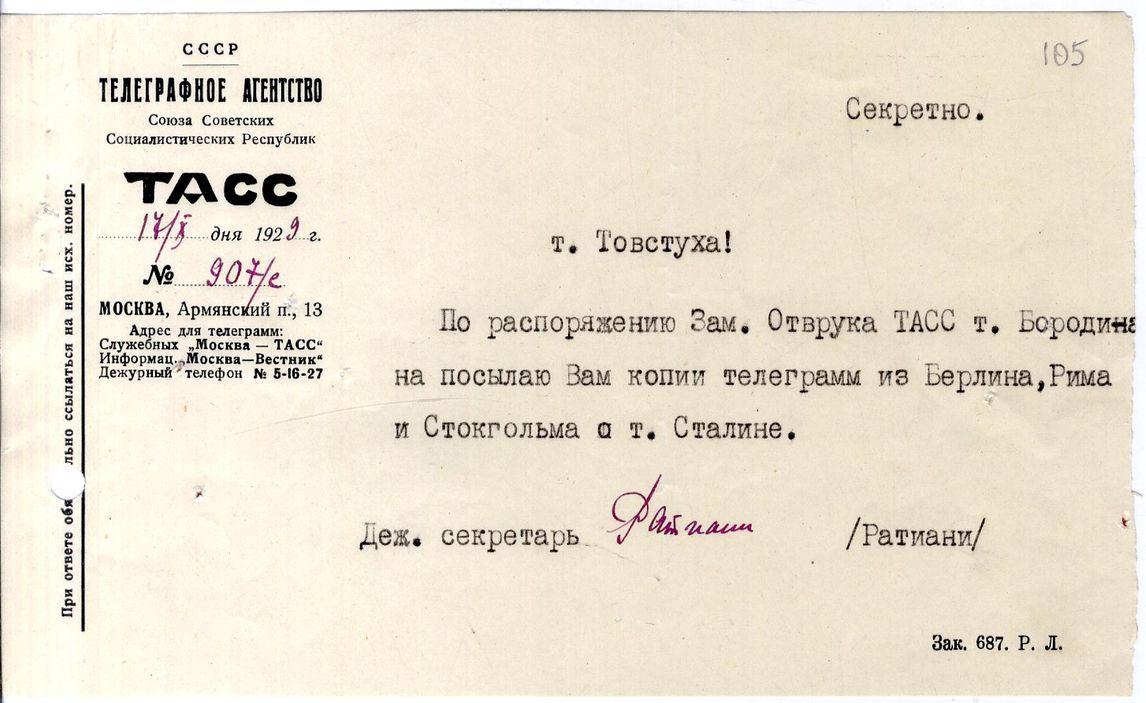 105
СССР
ТЕЛЕГРАФНОЕ АГЕНТСТВО
Союза Советских
Социалистических Республик
ТАСС
17/X дня 1929 г.
№ 907/с
МОСКВА, Армянский п., 13
Адрес для телеграмм:
Служебных „Москва — ТАСС“
Информац. „Москва—Вестник“
Дежурный телефон № 5-16-27
При ответе обя льно ссылаться на наш исх. номер.
Секретно.
т. Товстуха!
По распоряжению Зам. Отврука ТАСС т. Бородина
на посылаю Вам копии телеграмм из Берлина,Рима
и Стокгольма о т. Сталине.
Деж. секретарь Ратиани /Ратиани/
Зак. 687. Р. Л.